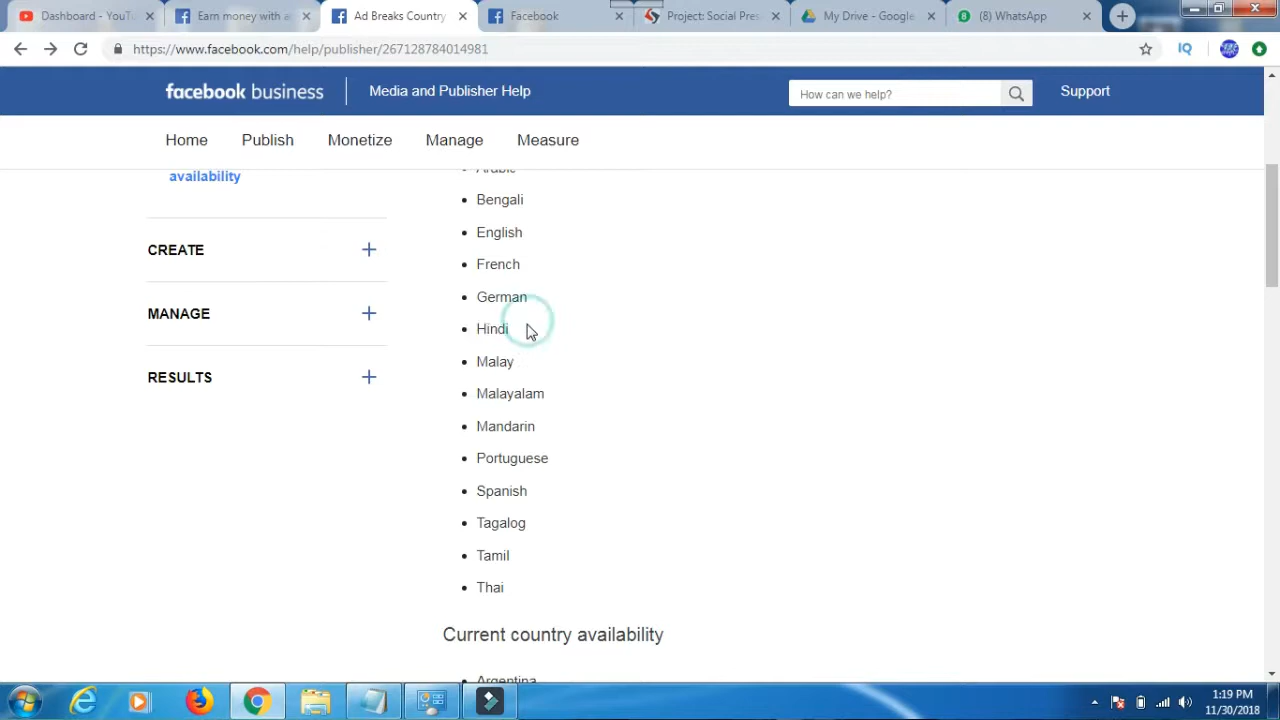 Dashboard - YouTu
Earn money with a
Ad Breaks Country
Facebook
Project: Social Pres
My Drive - Google
(8) WhatsApp
https://www.facebook.com/help/publisher/267128784014981
IQ
facebook business
Media and Publisher Help
How can we help?
Support
Home
Publish
Monetize
Manage
Measure
availability
Arabic
Bengali
English
CREATE
French
German
MANAGE
Hindi
Malay
RESULTS
Malayalam
Mandarin
Portuguese
Spanish
Tagalog
Tamil
Thai
Current country availability
Argentina
1:19 PM
11/30/2018